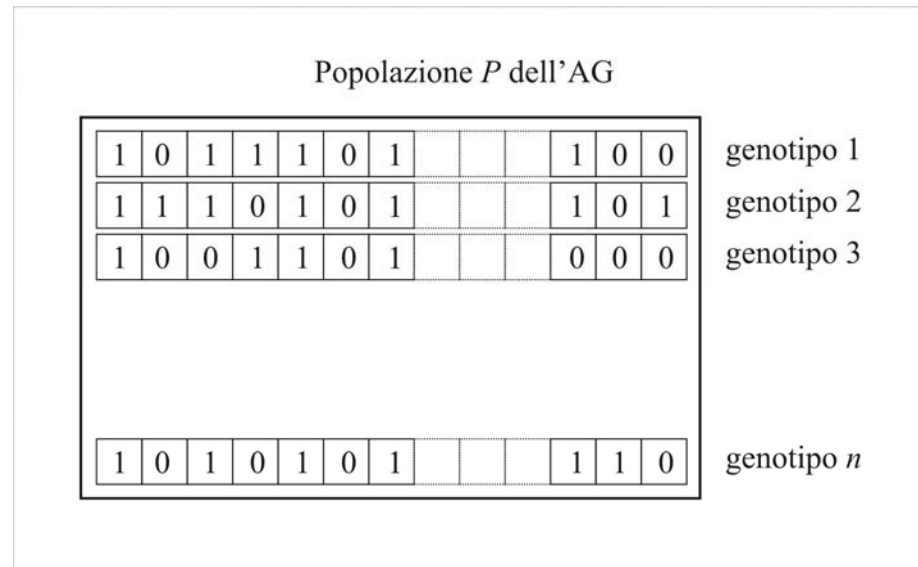 Popolazione P dell'AG
1 0 1 1 1 0 1 1 0 0 genotipo 1
1 1 1 0 1 0 1 1 0 1 genotipo 2
1 0 0 1 1 0 1 0 0 0 genotipo 3
1 0 1 0 1 0 1 1 1 0 genotipo n